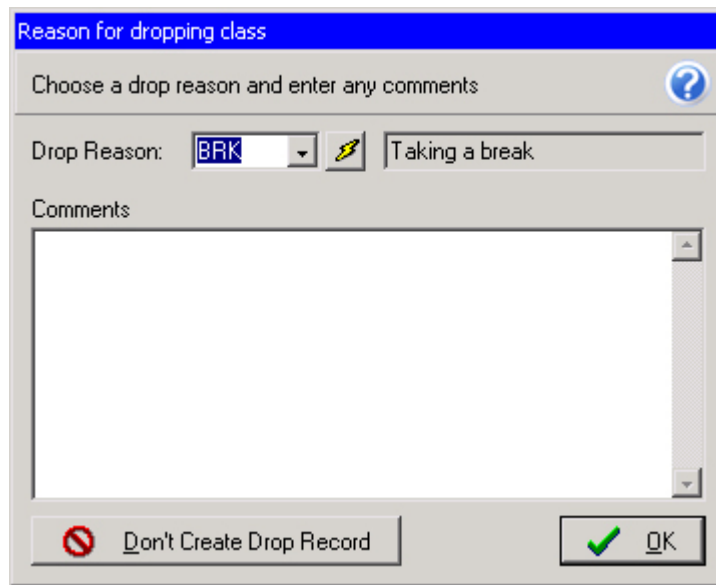 Reason for dropping class
Choose a drop reason and enter any comments
Drop Reason: BRK Taking a break
Comments
Don't Create Drop Record OK